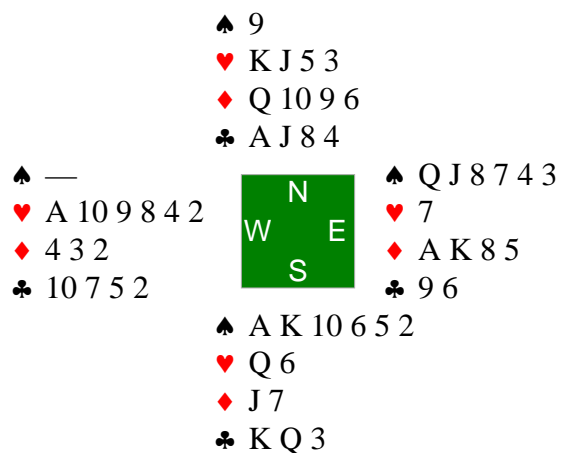 ♠ 9
♥ K J 5 3
♦ Q 10 9 6
♣ A J 8 4
♠ —
♥ A 10 9 8 4 2
♦ 4 3 2
♣ 10 7 5 2
N
W E
S
♠ Q J 8 7 4 3
♥ 7
♦ A K 8 5
♣ 9 6
♠ A K 10 6 5 2
♥ Q 6
♦ J 7
♣ K Q 3